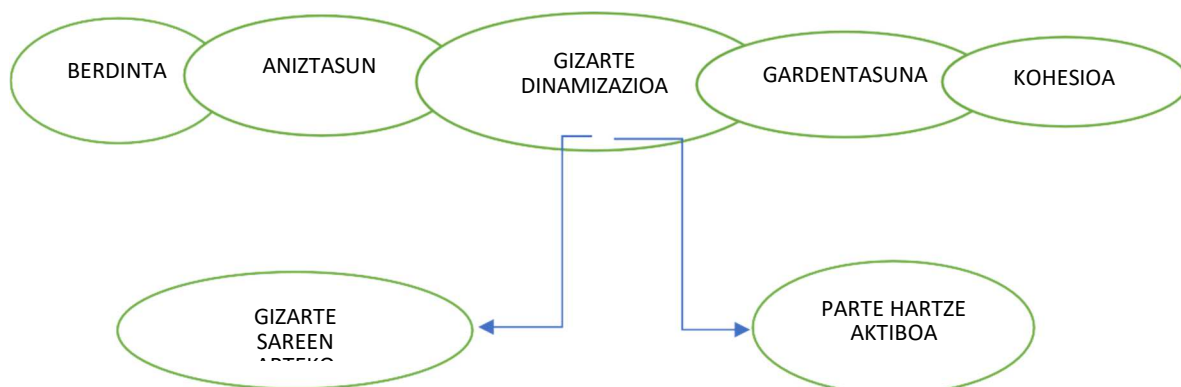 BERDINTA
ANIZTASUN
GIZARTE
DINAMIZAZIOA
GARDENTASUNA
KOHESIOA
GIZARTE
SAREEN
PARTE HARTZE
AKTIBOA